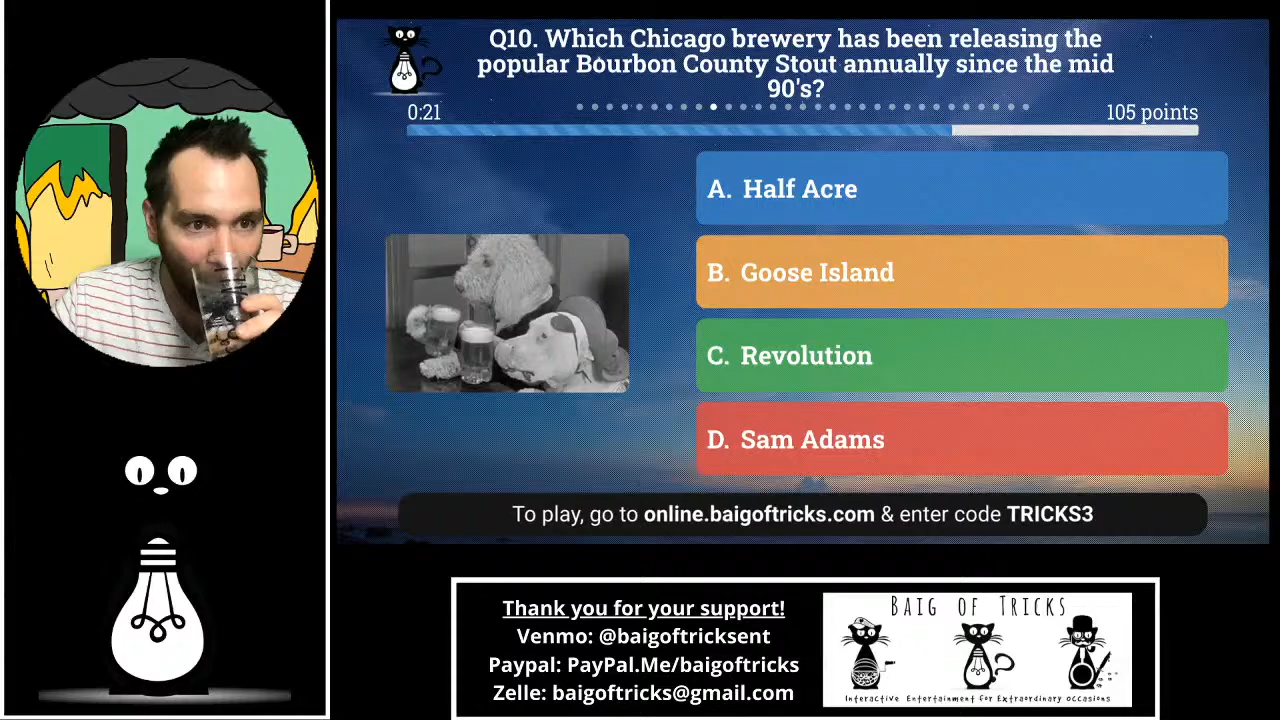 Q10. Which Chicago brewery has been releasing the
popular Bourbon County Stout annually since the mid
90's?
0:21
105 points
A. Half Acre
B. Goose Island
C. Revolution
D. Sam Adams
To play, go to online.baigoftricks.com & enter code TRICKS3
Thank you for your support!
Venmo: @baigoftricksent
Paypal: PayPal.Me/baigoftricks
Zelle: baigoftricks@gmail.com
BAIG OF TRICKS
Interactive Entertainment for Extraordinary occasions